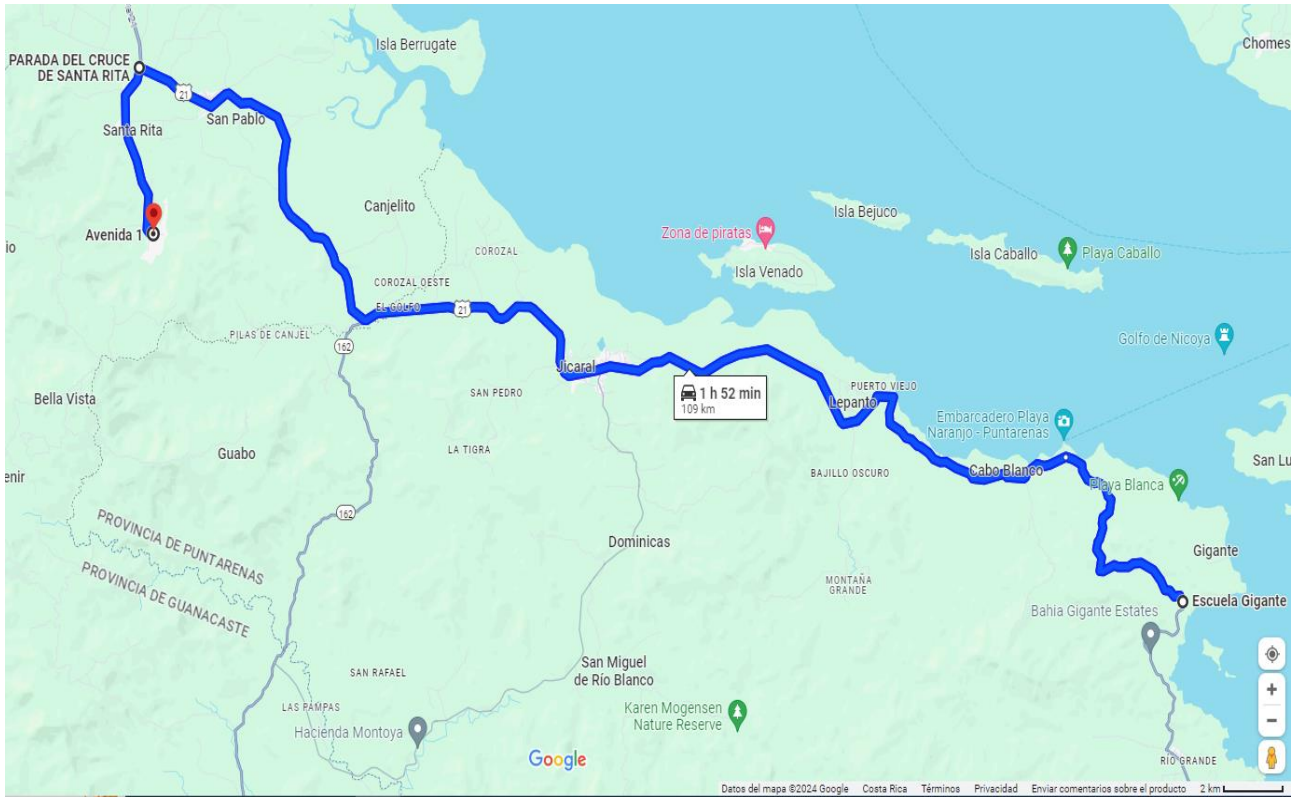 Isla Berrugate
Chomes
PARADA DEL CRUCE
DE SANTA RITA
21
San Pablo
Santa Rita
Canjelito
Isla Bejuco
Avenida 1
io
Zona de piratas
Isla Venado
Isla Caballo
Playa Caballo
COROZAL
COROZAL OESTE
EL GOLFO
21
PILAS DE CANJEL
162
Golfo de Nicoya
Jicaral
1 h 52 min
109 km
SAN PEDRO
PUERTO VIEJO
Lepanto
Bella Vista
Embarcadero Playa
Naranjo - Puntarenas
Guabo
LA TIGRA
BAJILLO OSCURO
Cabo Blanco
San Lu
enir
Playa Blanca
162
PROVINCIA DE PUNTARENAS
PROVINCIA DE GUANACASTE
Dominicas
Gigante
MONTAÑA
GRANDE
Escuela Gigante
Bahia Gigante Estates
SAN RAFAEL
San Miguel
de Río Blanco
LAS PAMPAS
Hacienda Montoya
Karen Mogensen
Nature Reserve
Google
RÍO GRANDE
Datos del mapa ©2024 Google Costa Rica Términos Privacidad Enviar comentarios sobre el producto 2 km